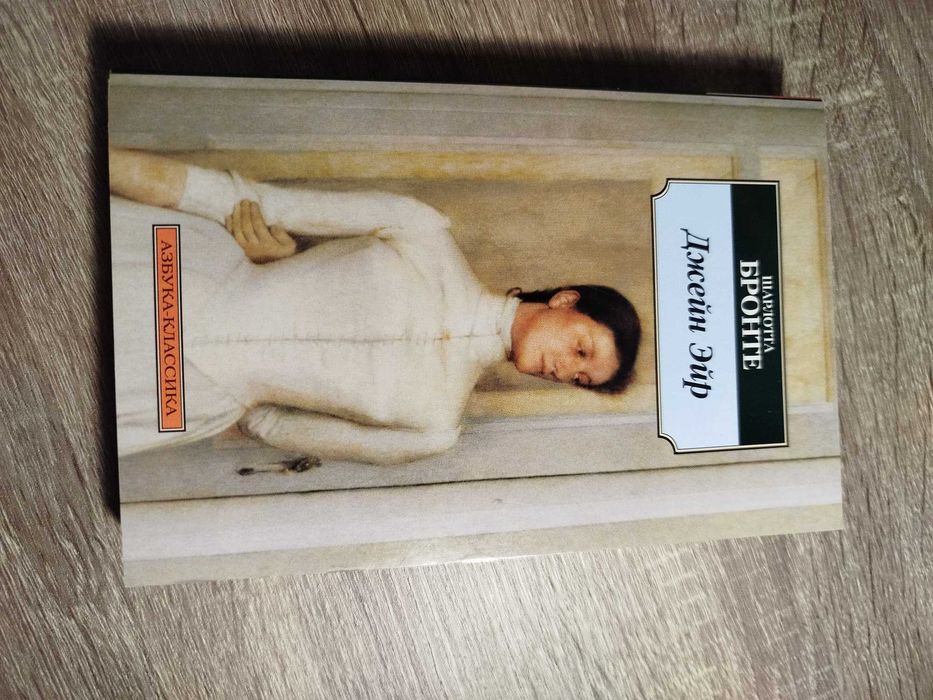 ШАРЛОТТА
БРОНТЕ
Джейн Эйр
АЗБУКА-КЛАССИКА